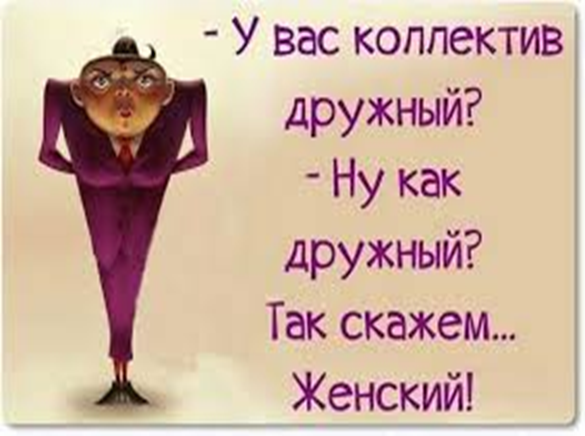 - У вас коллектив
дружный?
- Ну как
дружный?
Так скажем...
Женский!